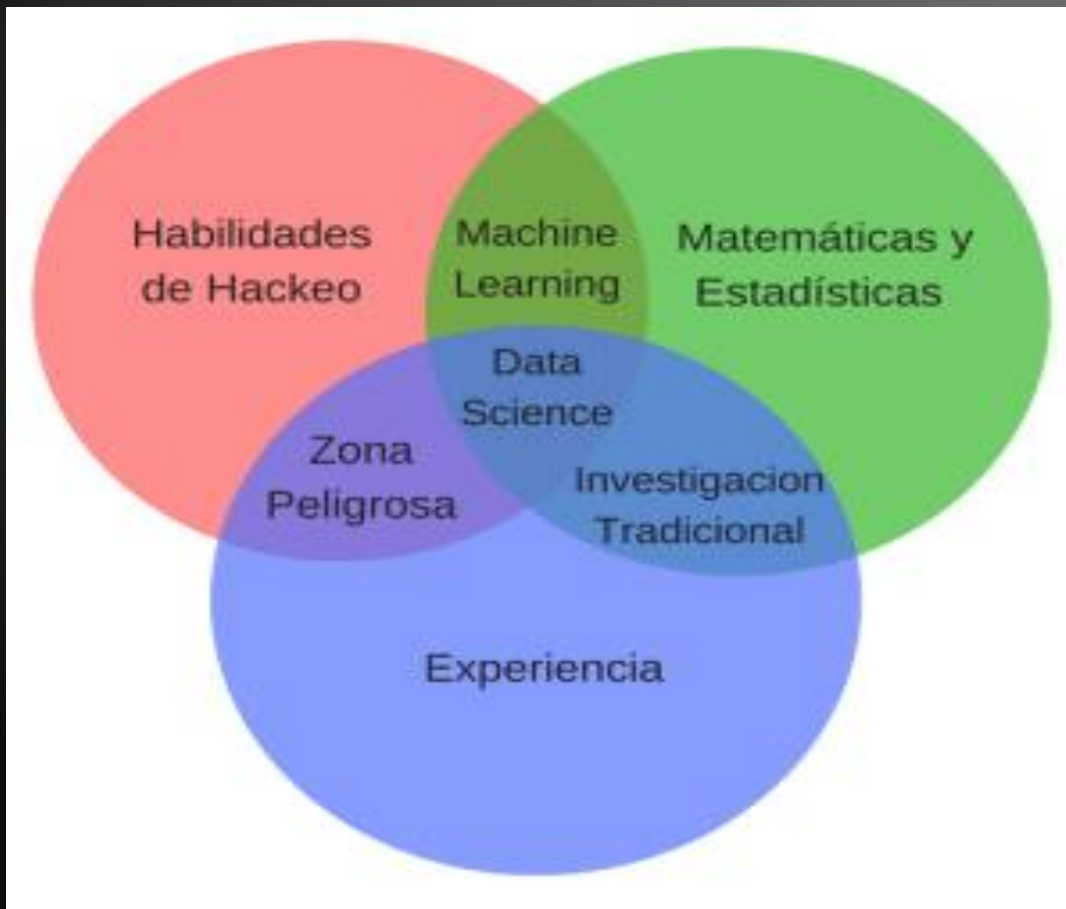 Habilidades
de Hackeo
Machine
Learning
Matemáticas y
Estadísticas
Data
Science
Zona
Peligrosa
Investigacion
Tradicional
Experiencia